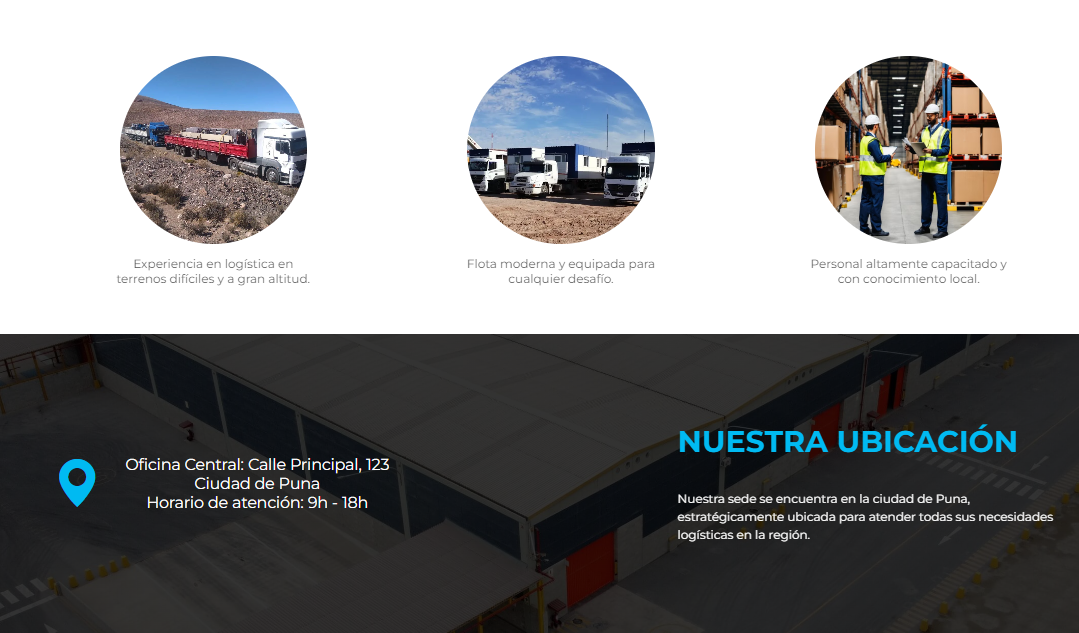 Experiencia en logística en
terrenos difíciles y a gran altitud.
Flota moderna y equipada para
cualquier desafío.
Personal altamente capacitado y
con conocimiento local.
Oficina Central: Calle Principal, 123
Ciudad de Puna
Horario de atención: 9h - 18h
NUESTRA UBICACIÓN
Nuestra sede se encuentra en la ciudad de Puna,
estratégicamente ubicada para atender todas sus necesidades
logísticas en la región.